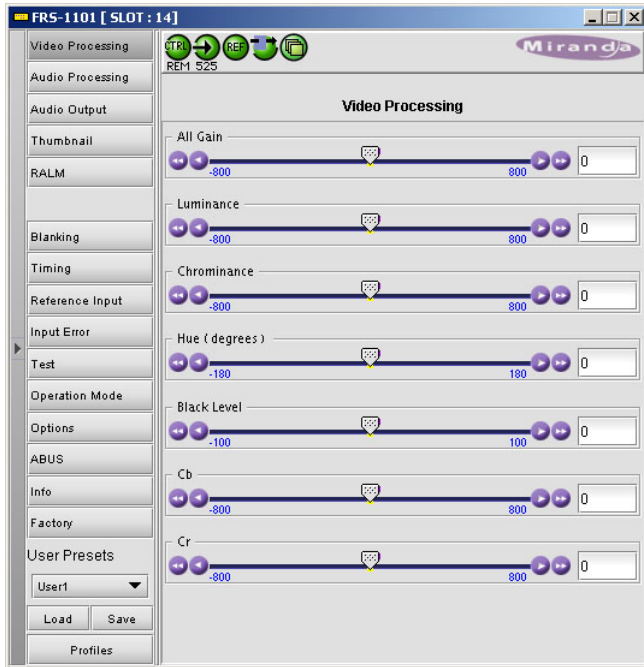 FRS-1101 [ SLOT : 14]
Video Processing
Audio Processing
Audio Output
Thumbnail
RALM
Blanking
Timing
Reference Input
Input Error
Test
Operation Mode
Options
ABUS
Info
Factory
User Presets
User1
Load Save
Profiles
CTRL REF
REM 525
Miranda
Video Processing
All Gain
-800 800 0
Luminance
-800 800 0
Chrominance
-800 800 0
Hue ( degrees )
-180 180 0
Black Level
-100 100 0
Cb
-800 800 0
Cr
-800 800 0